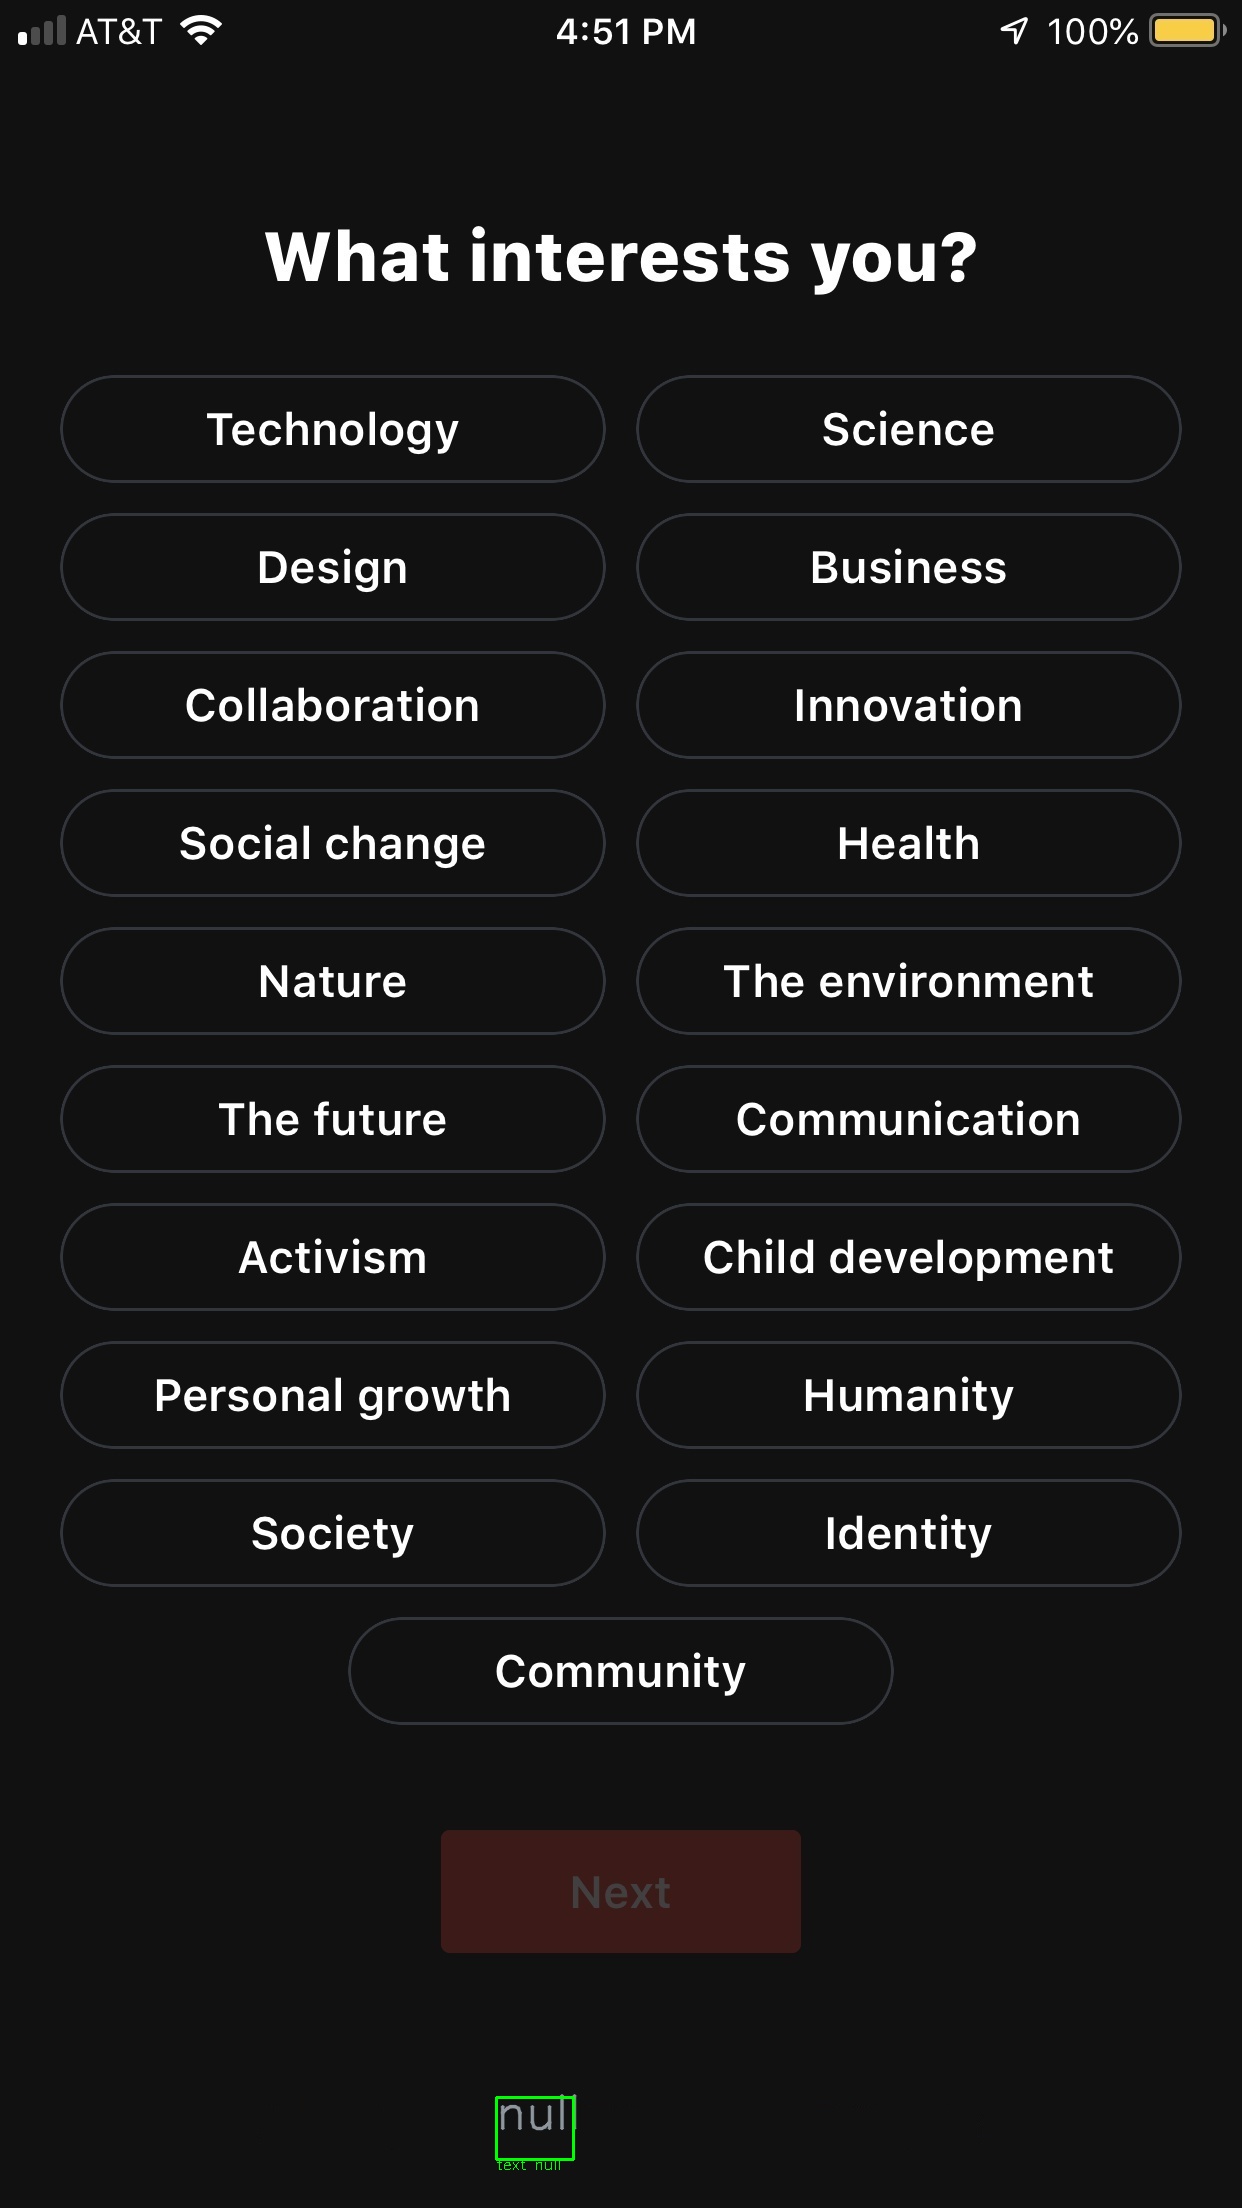 AT&T 4:51 PM 100%
What interests you?
Technology Science
Design Business
Collaboration Innovation
Social change Health
Nature The environment
The future Communication
Activism Child development
Personal growth Humanity
Society Identity
Community
Next
null
text null